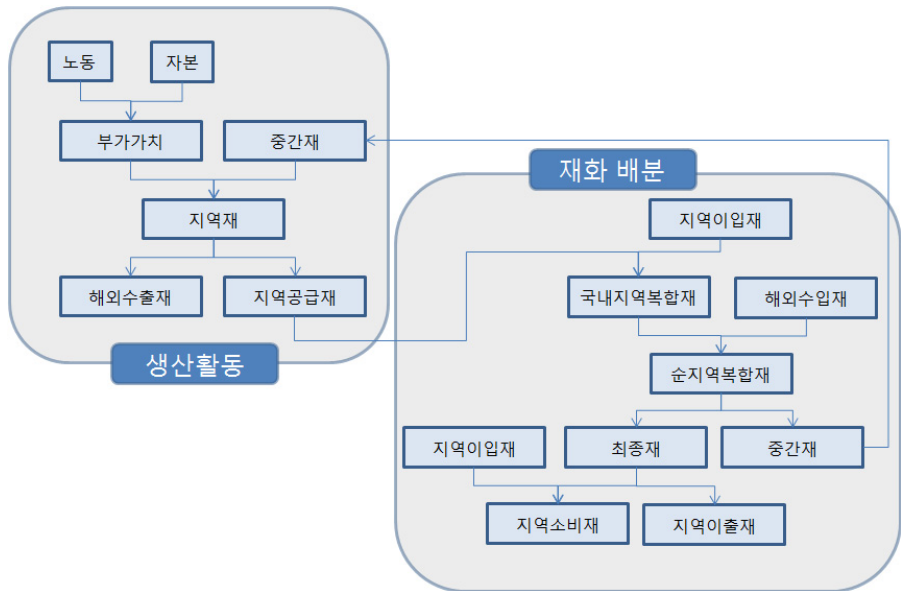 노동
자본
부가가치
중간재
지역재
해외수출재
지역공급재
생산활동
재화 배분
지역이입재
국내지역복합재
해외수입재
순지역복합재
지역이입재
최종재
중간재
지역소비재
지역이출재